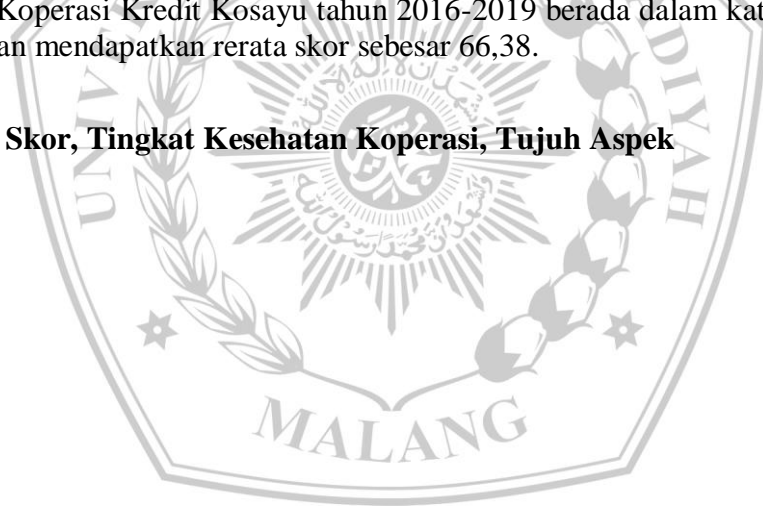 Koperasi Kredit Kosayu tahun 2016-2019 berada dalam kat
an mendapatkan rerata skor sebesar 66,38.
Skor, Tingkat Kesehatan Koperasi, Tujuh Aspek
MALANG